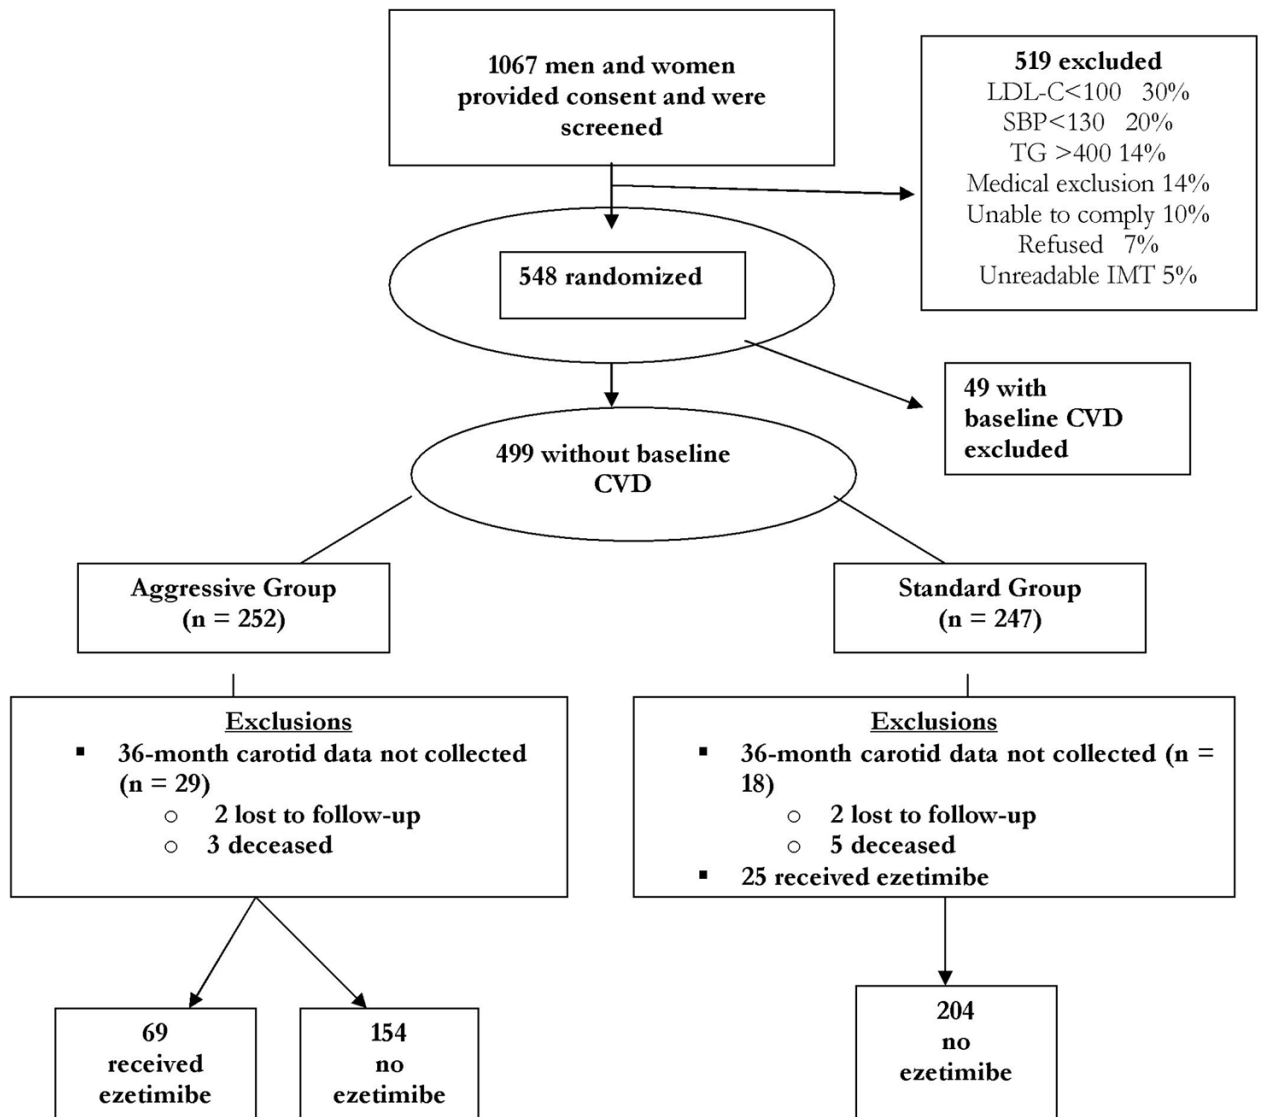 1067 men and women
provided consent and were
screened
519 excluded
LDL-C<100 30%
SBP<130 20%
TG >400 14%
Medical exclusion 14%
Unable to comply 10%
Refused 7%
Unreadable IMT 5%
548 randomized
49 with
baseline CVD
excluded
499 without baseline
CVD
Aggressive Group
(n = 252)
Standard Group
(n = 247)
Exclusions
▪ 36-month carotid data not collected
(n = 29)
o 2 lost to follow-up
o 3 deceased
Exclusions
▪ 36-month carotid data not collected (n =
18)
o 2 lost to follow-up
o 5 deceased
▪ 25 received ezetimibe
69
received
ezetimibe
154
no
ezetimibe
204
no
ezetimibe